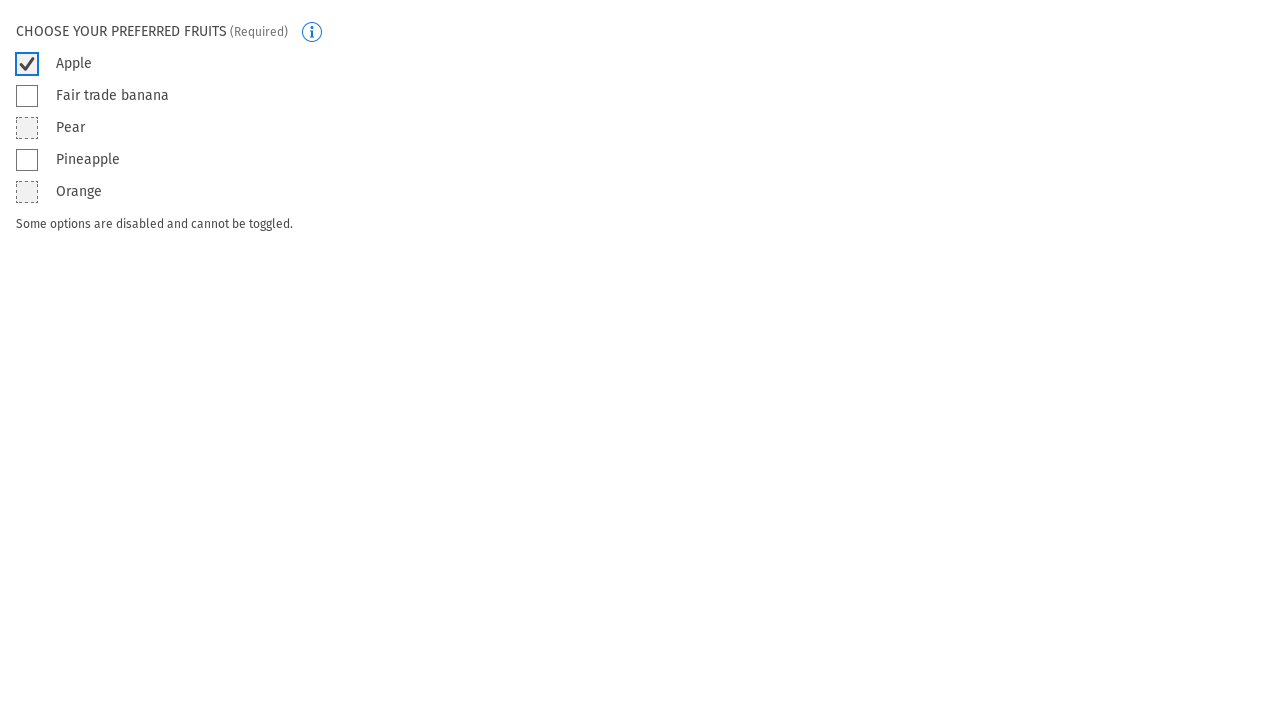 CHOOSE YOUR PREFERRED FRUITS (Required)
Apple
Fair trade banana
Pear
Pineapple
Orange
Some options are disabled and cannot be toggled.